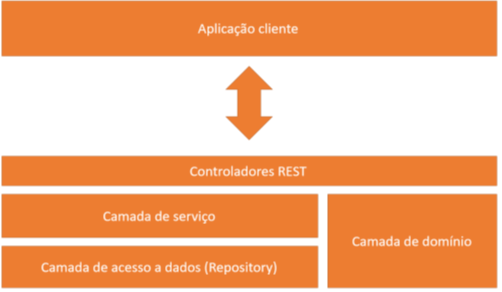 Aplicação cliente
Controladores REST
Camada de serviço
Camada de domínio
Camada de acesso a dados (Repository)